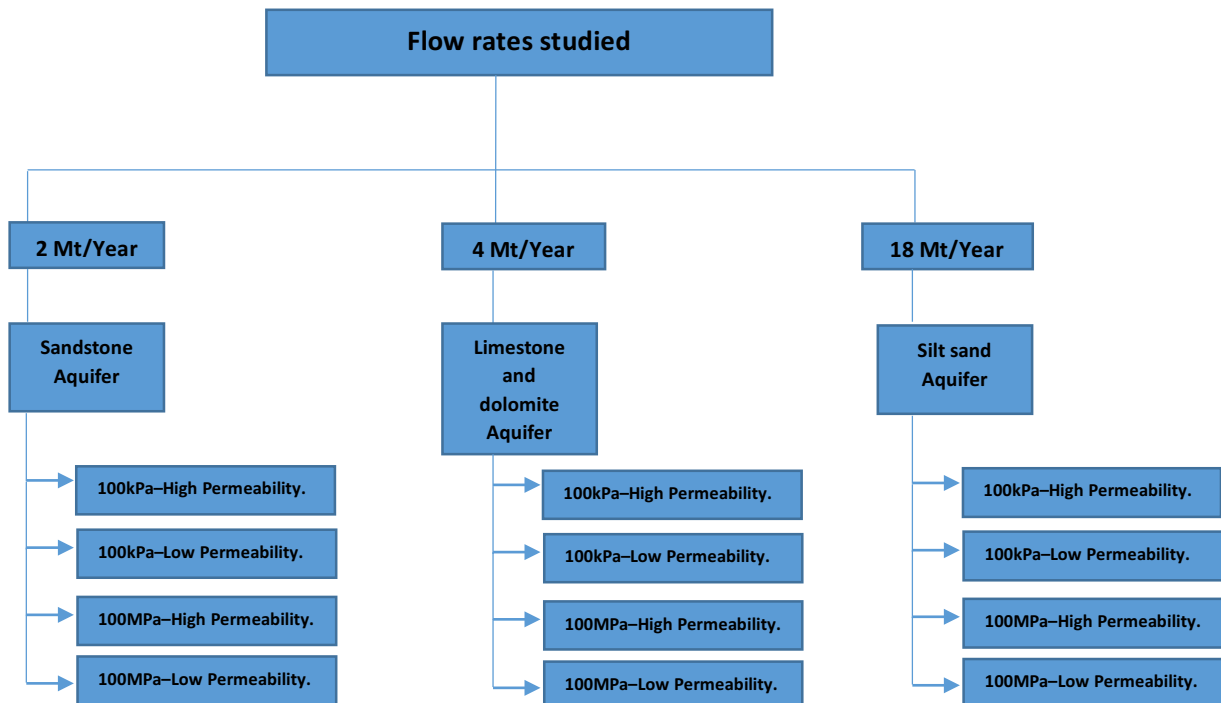 Flow rates studied
2 Mt/Year
4 Mt/Year
18 Mt/Year
Sandstone
Aquifer
Limestone
and
dolomite
Aquifer
Silt sand
Aquifer
100kPa–High Permeability.
100kPa–Low Permeability.
100MPa–High Permeability.
100MPa–Low Permeability.
100kPa–High Permeability.
100kPa–Low Permeability.
100MPa–High Permeability.
100MPa–Low Permeability.
100kPa–High Permeability.
100kPa–Low Permeability.
100MPa–High Permeability.
100MPa–Low Permeability.